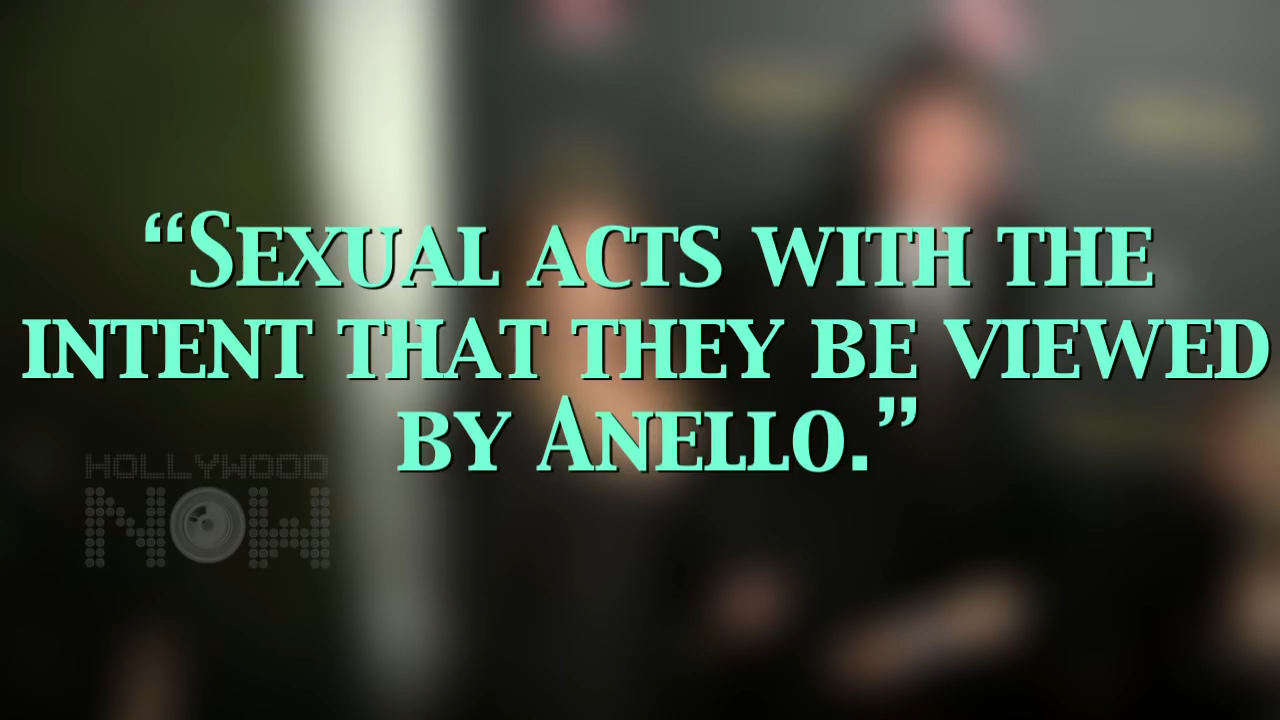 “Sexual acts with the
intent that they be viewed
by Anello.”
HOLLYWOOD
NOW